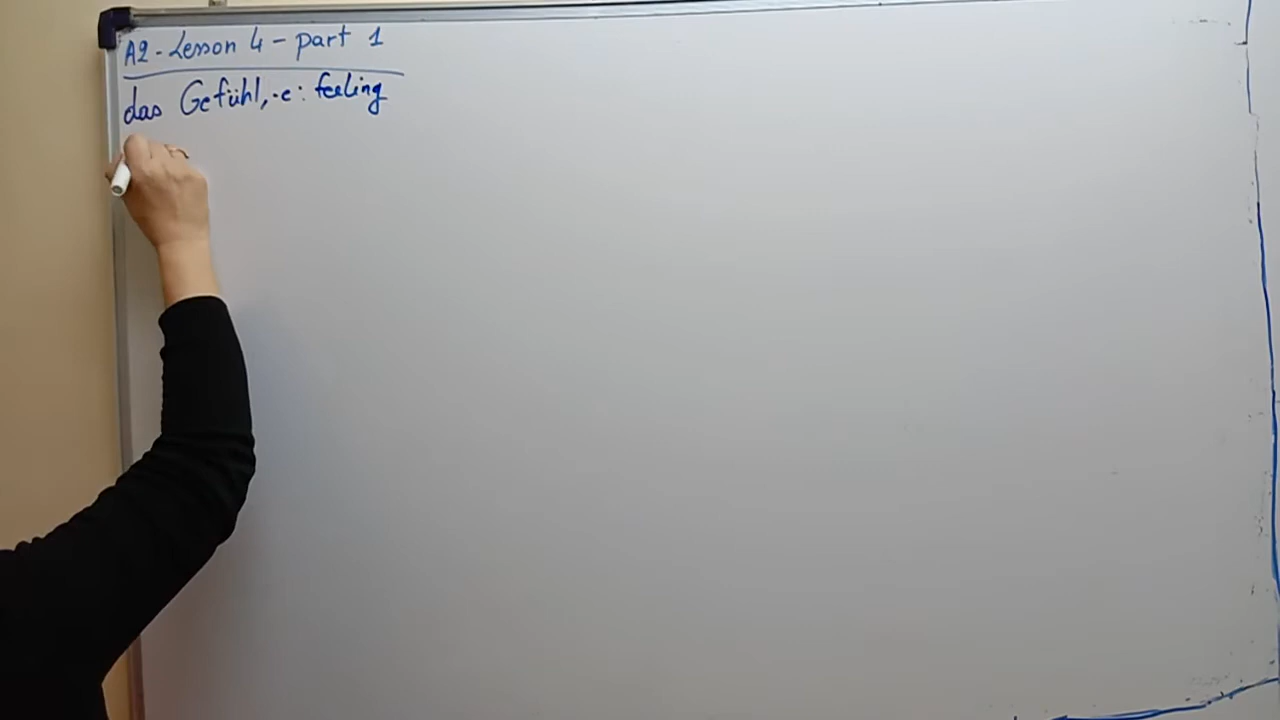 A2 - Lesson 4 - part 1
das Gefühl, -e: feeling